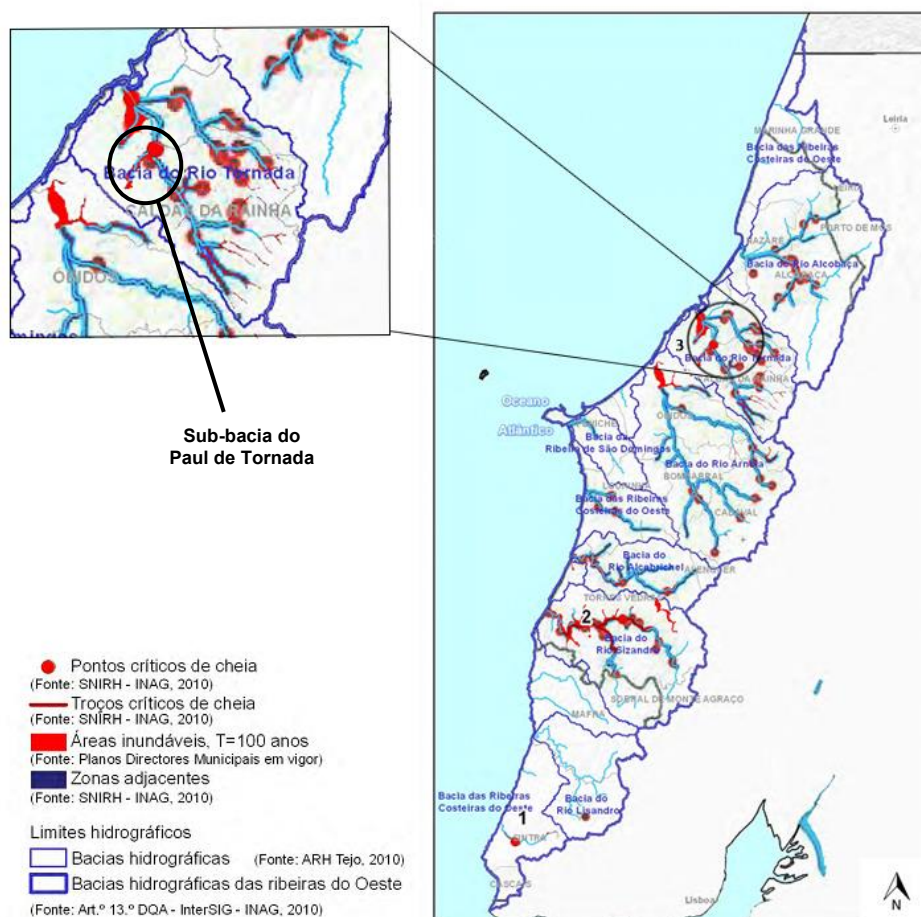 Bacia do Rio Tornada
CALDAS DA RAINHA
ÓBIDOS
Sub-bacia do
Paul de Tornada
Leiria
MARINHA GRANDE
Bacia das Ribeiras
Costeiras do Oeste
LEIRIA
PORTO DE MÓS
NAZARÉ
Bacia do Rio Alcobaça
ALCOBAÇA
3
Bacia do Rio Tornada
CALDAS DA RAINHA
Oceano
Atlântico
PENICHE
ÓBIDOS
Bacia da
Ribeira de São Domingos
Bacia do Rio Arnoia
BOMBARRAL
LOURINHÃ
Bacia das Ribeiras
Costeiras do Oeste
CADAVAL
Bacia do
Rio Alcabrichel
ALENQUER
TORRES VEDRAS
2
Bacia do
Rio Sizandro
SOBRAL DE MONTE AGRAÇO
MAFRA
Bacia das Ribeiras
Costeiras do Oeste
Bacia do
Rio Lisandro
1
SINTRA
CASCAIS
Lisboa
N
Pontos críticos de cheia
(Fonte: SNIRH - INAG, 2010)
Troços críticos de cheia
(Fonte: SNIRH - INAG, 2010)
Áreas inundáveis, T=100 anos
(Fonte: Planos Directores Municipais em vigor)
Zonas adjacentes
(Fonte: SNIRH - INAG, 2010)
Limites hidrográficos
Bacias hidrográficas (Fonte: ARH Tejo, 2010)
Bacias hidrográficas das ribeiras do Oeste
(Fonte: Art.º 13.º DQA - InterSIG - INAG, 2010)